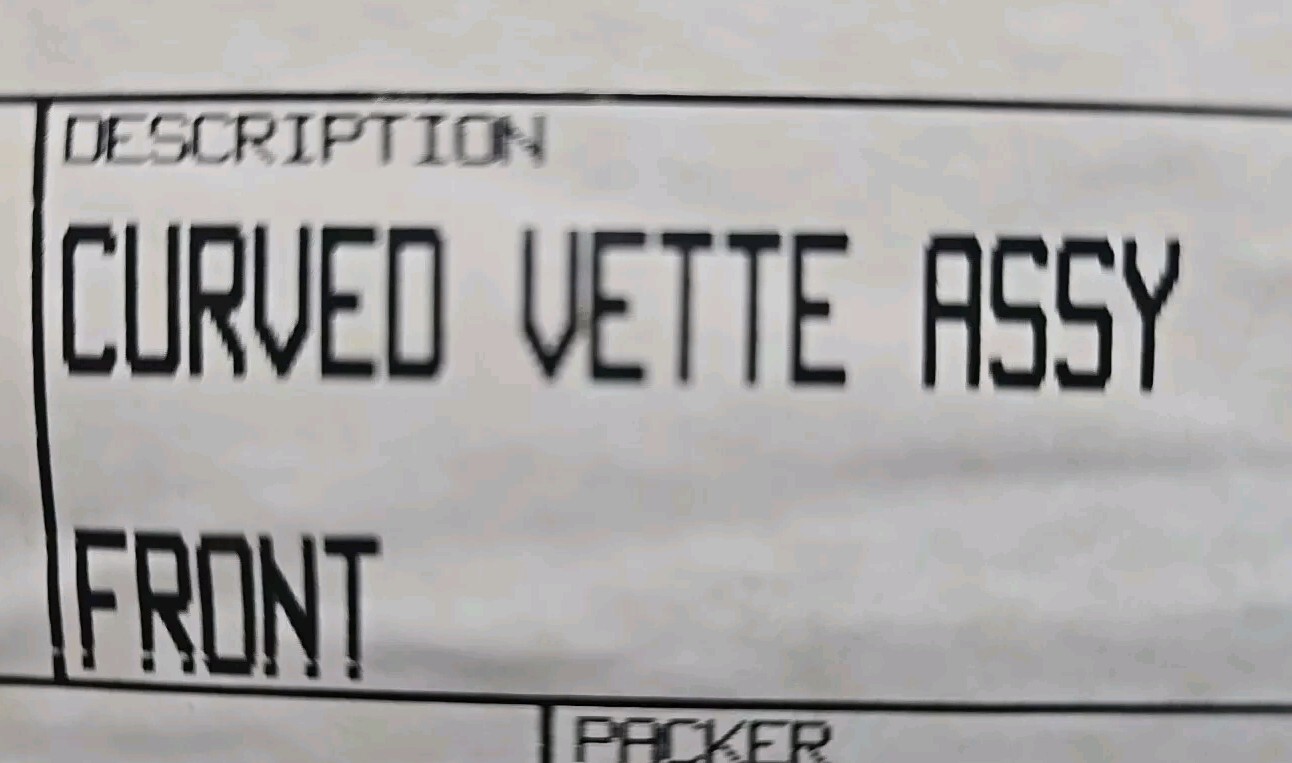 DESCRIPTION
CURVED VETTE ASSY
FRONT
PACKER